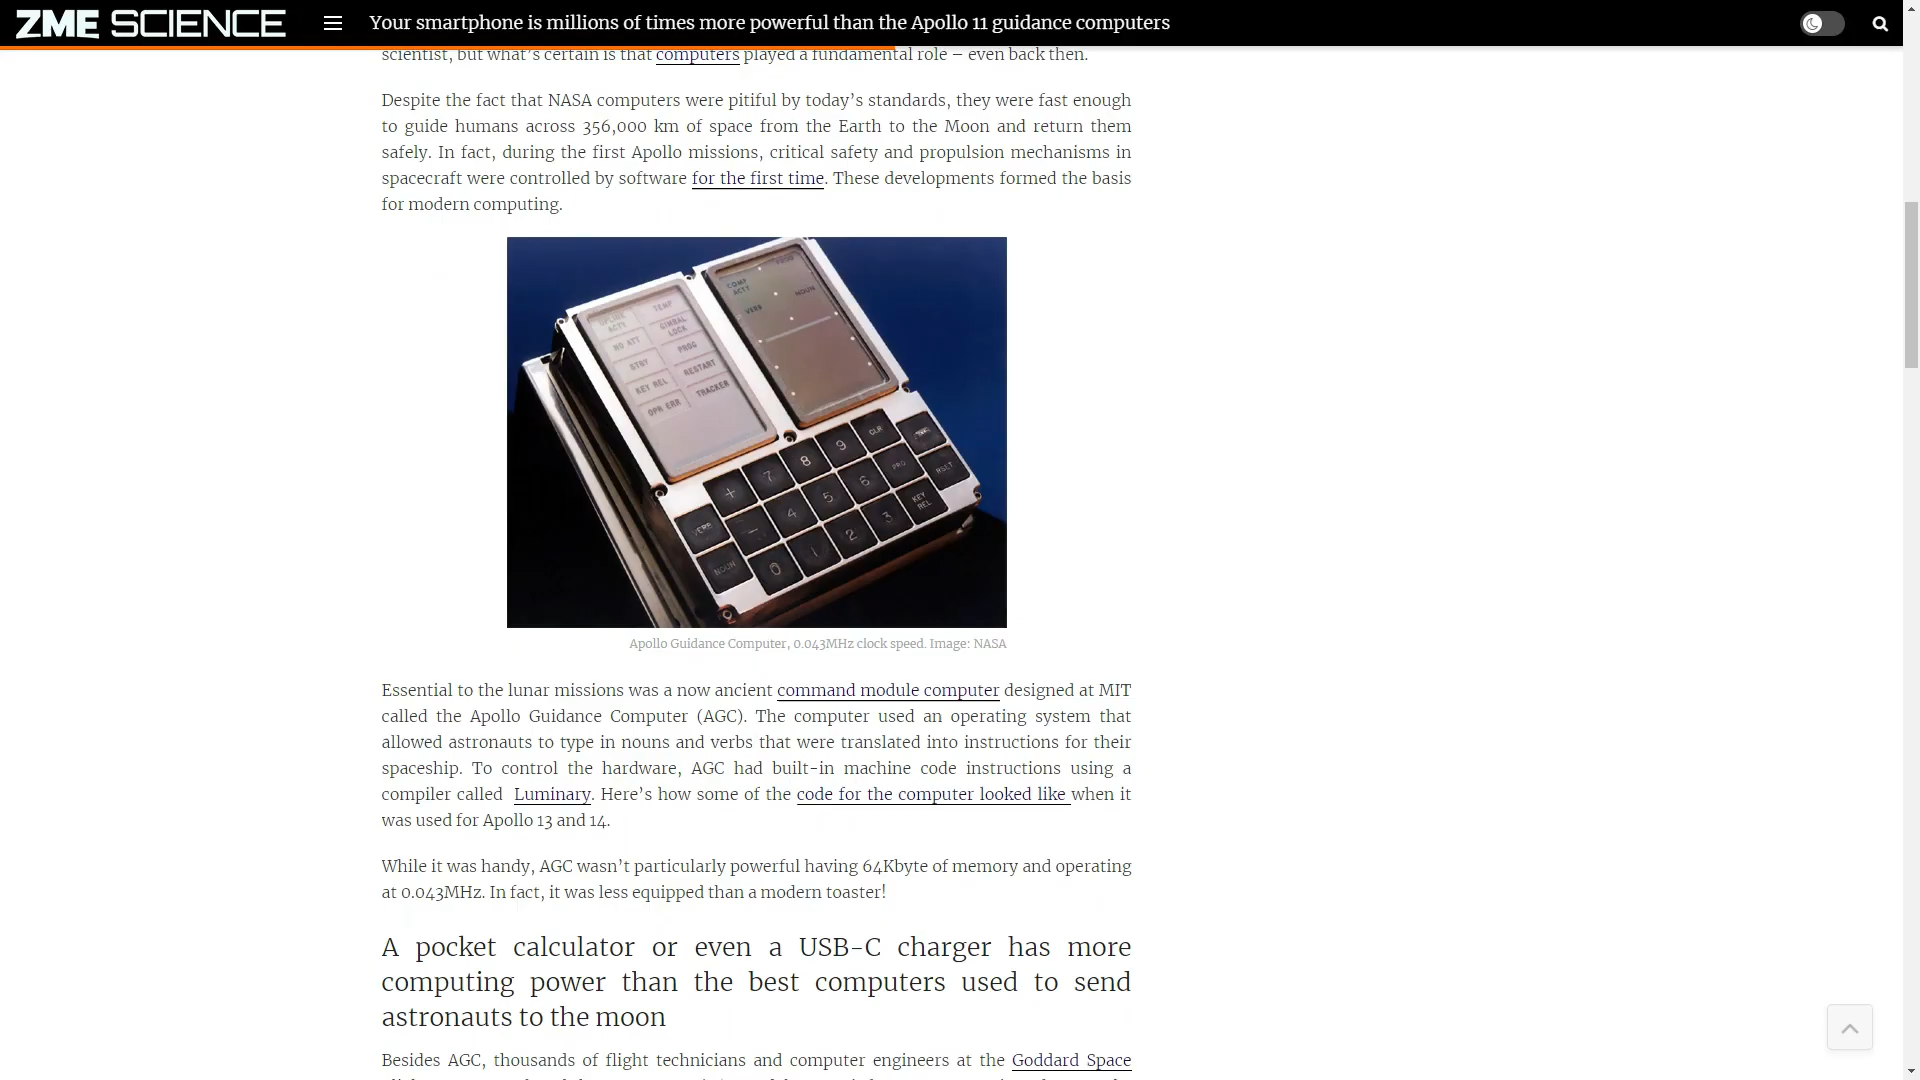 ZME SCIENCE
Your smartphone is millions of times more powerful than the Apollo 11 guidance computers
scientist, but what's certain is that computers played a fundamental role – even back then.
Despite the fact that NASA computers were pitiful by today's standards, they were fast enough
to guide humans across 356,000 km of space from the Earth to the Moon and return them
safely. In fact, during the first Apollo missions, critical safety and propulsion mechanisms in
spacecraft were controlled by software for the first time. These developments formed the basis
for modern computing.
UPLINK ACTY
TEMP
NO ATT
GIMBAL LOCK
STBY
PROG
KEY REL
RESTART
OPR ERR
TRACKER
COMP ACTY
PROG
VERB
NOUN
+ 7 8 9 CLR
VERB – 4 5 6 PRO RSET
NOUN 0 1 2 3 KEY REL
Apollo Guidance Computer, 0.043MHz clock speed. Image: NASA
Essential to the lunar missions was a now ancient command module computer designed at MIT
called the Apollo Guidance Computer (AGC). The computer used an operating system that
allowed astronauts to type in nouns and verbs that were translated into instructions for their
spaceship. To control the hardware, AGC had built-in machine code instructions using a
compiler called Luminary. Here's how some of the code for the computer looked like when it
was used for Apollo 13 and 14.
While it was handy, AGC wasn't particularly powerful having 64Kbyte of memory and operating
at 0.043MHz. In fact, it was less equipped than a modern toaster!
A pocket calculator or even a USB-C charger has more
computing power than the best computers used to send
astronauts to the moon
Besides AGC, thousands of flight technicians and computer engineers at the Goddard Space